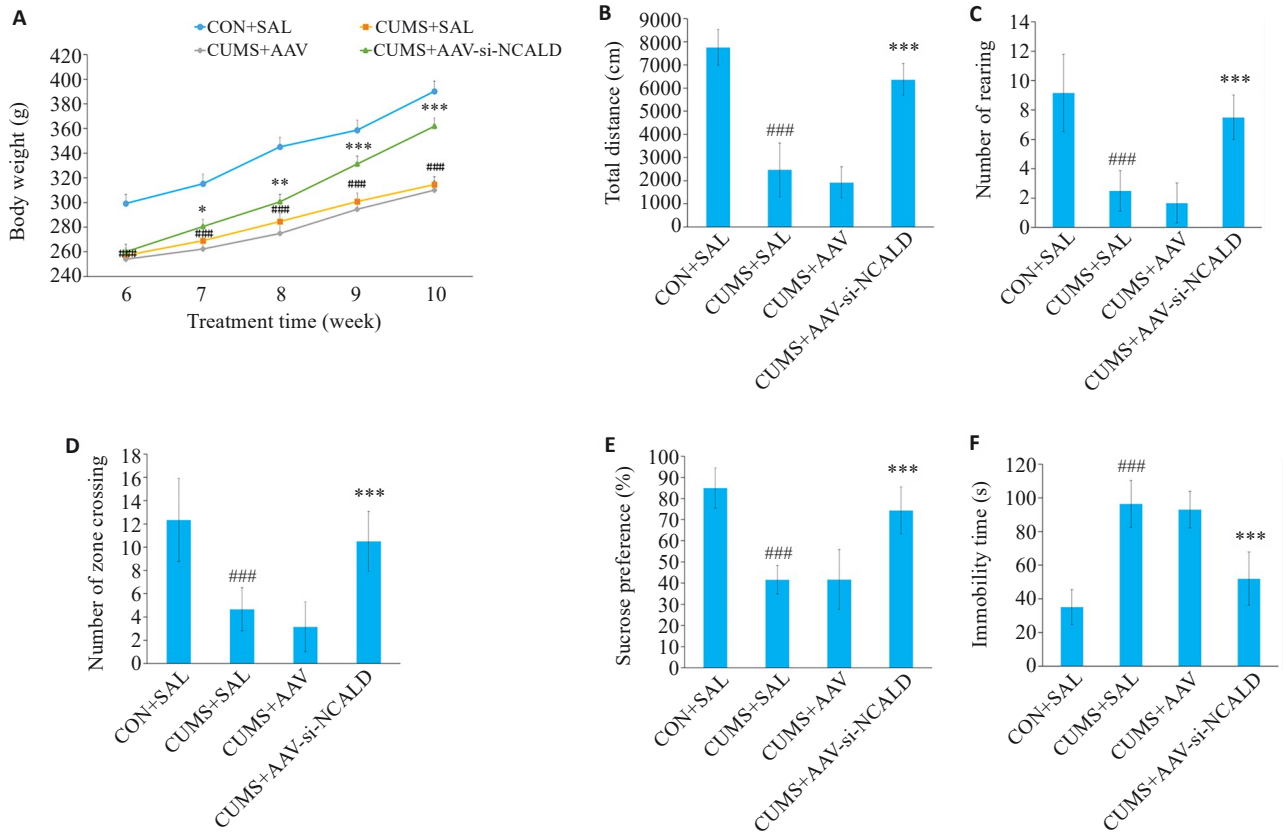 A
CON+SAL
CUMS+SAL
CUMS+AAV
CUMS+AAV-si-NCALD
420
400
380
360
340
320
300
280
260
240
Body weight (g)
***
***
**
*
###
###
###
###
###
6 7 8 9 10
Treatment time (week)
B
9000
8000
7000
6000
5000
4000
3000
2000
1000
0
Total distance (cm)
###
***
CON+SAL
CUMS+SAL
CUMS+AAV
CUMS+AAV-si-NCALD
C
14
12
10
8
6
4
2
0
Number of rearing
###
***
CON+SAL
CUMS+SAL
CUMS+AAV
CUMS+AAV-si-NCALD
D
18
16
14
12
10
8
6
4
2
0
Number of zone crossing
###
***
CON+SAL
CUMS+SAL
CUMS+AAV
CUMS+AAV-si-NCALD
E
100
90
80
70
60
50
40
30
20
10
0
Sucrose preference (%)
###
***
CON+SAL
CUMS+SAL
CUMS+AAV
CUMS+AAV-si-NCALD
F
120
100
80
60
40
20
0
Immobility time (s)
###
***
CON+SAL
CUMS+SAL
CUMS+AAV
CUMS+AAV-si-NCALD